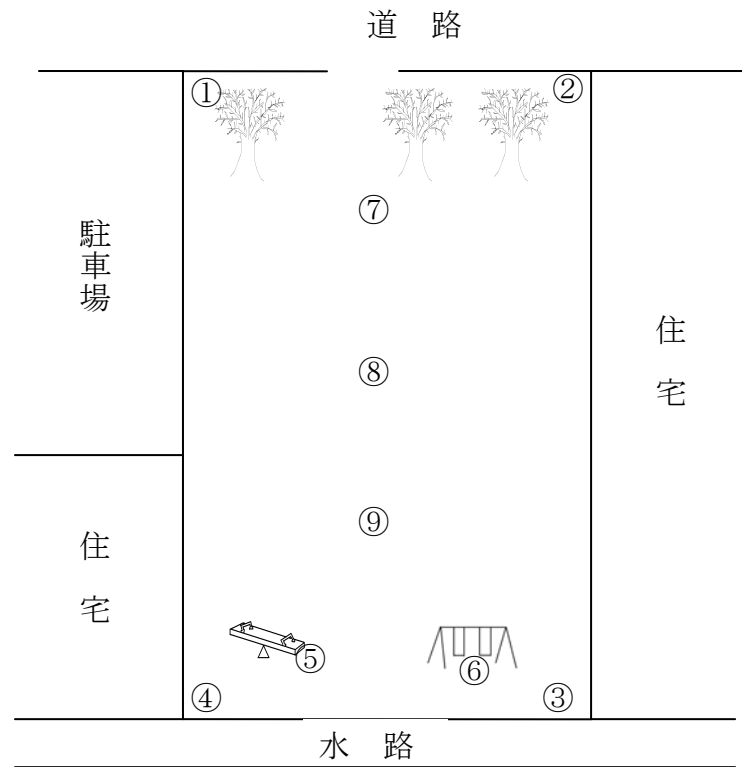 道 路
①
②
⑦
駐車場
住 宅
⑧
⑨
住 宅
⑤
⑥
④
③
水 路